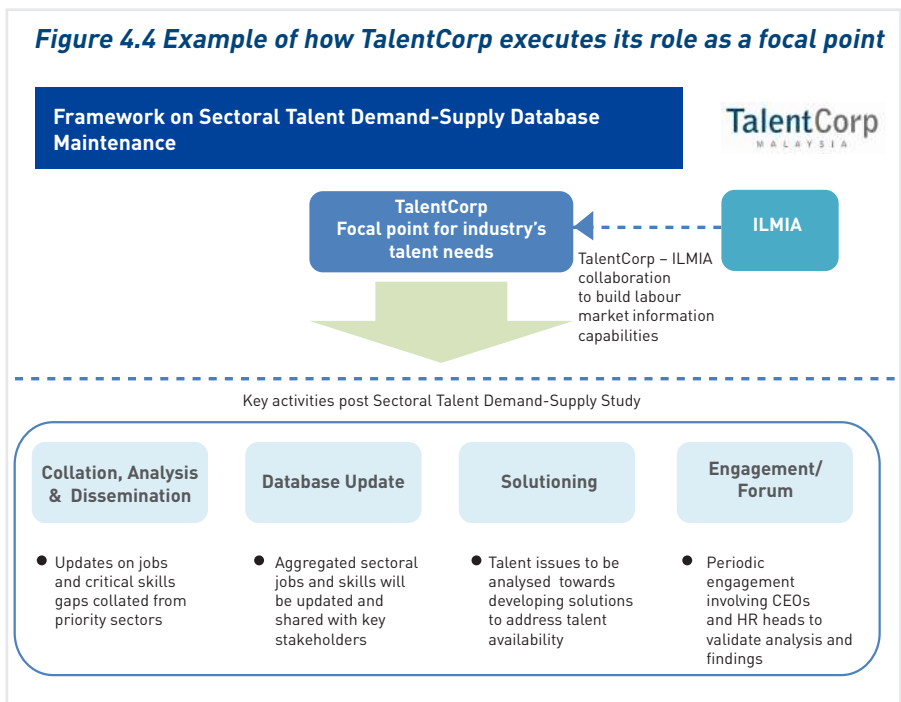 Figure 4.4 Example of how TalentCorp executes its role as a focal point
Framework on Sectoral Talent Demand-Supply Database
Maintenance
TalentCorp
MALAYSIA
TalentCorp
Focal point for industry's
talent needs
ILMIA
TalentCorp – ILMIA
collaboration
to build labour
market information
capabilities
Key activities post Sectoral Talent Demand-Supply Study
Collation, Analysis
& Dissemination
● Updates on jobs
and critical skills
gaps collated from
priority sectors
Database Update
● Aggregated sectoral
jobs and skills will
be updated and
shared with key
stakeholders
Solutioning
● Talent issues to be
analysed towards
developing solutions
to address talent
availability
Engagement/
Forum
● Periodic
engagement
involving CEOs
and HR heads to
validate analysis and
findings